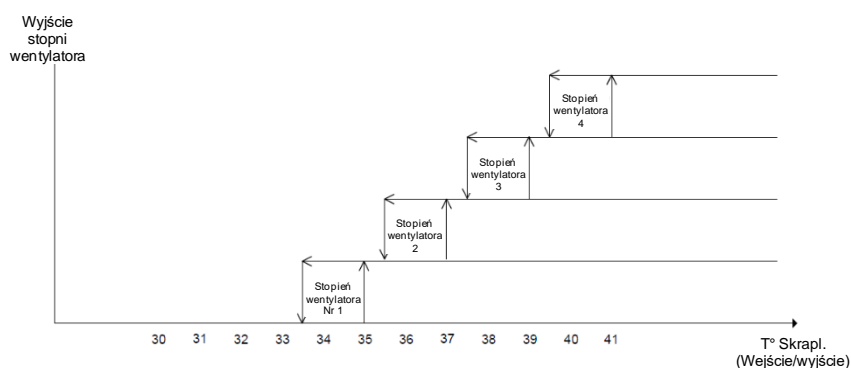 Wyjście
stopni
wentylatora
Stopień
wentylatora
4
Stopień
wentylatora
3
Stopień
wentylatora
2
Stopień
wentylatora
Nr 1
30 31 32 33 34 35 36 37 38 39 40 41
T° Skrapl.
(Wejście/wyjście)